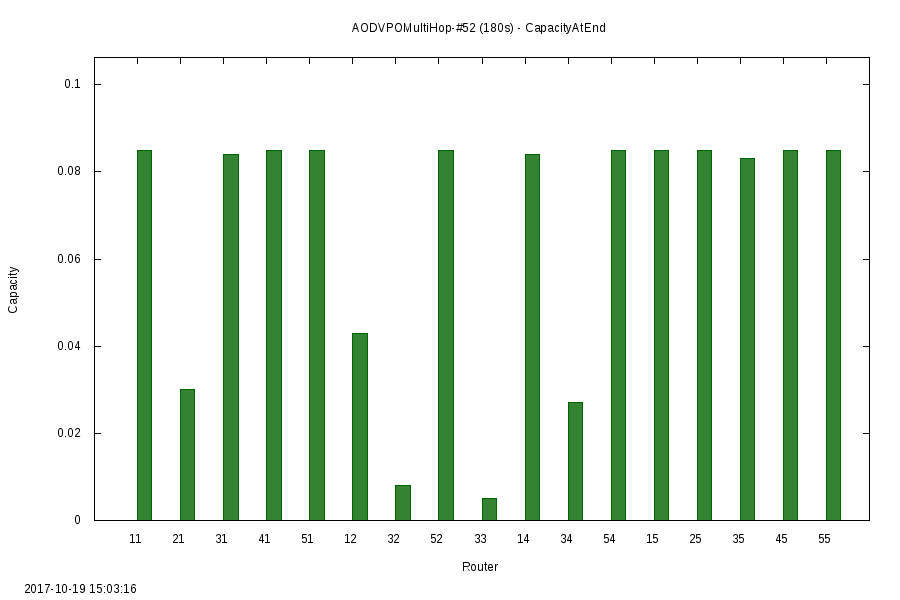 AODVPOMultiHop-#52 (180s) - CapacityAtEnd
0.1
0.08
0.06
0.04
0.02
0
Capacity
11 21 31 41 51 12 32 52 33 14 34 54 15 25 35 45 55
Router
2017-10-19 15:03:16